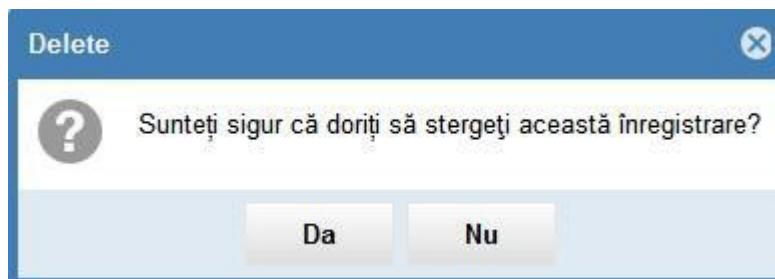 Delete
Sunteți sigur că doriți să stergeţi această înregistrare?
Da
Nu